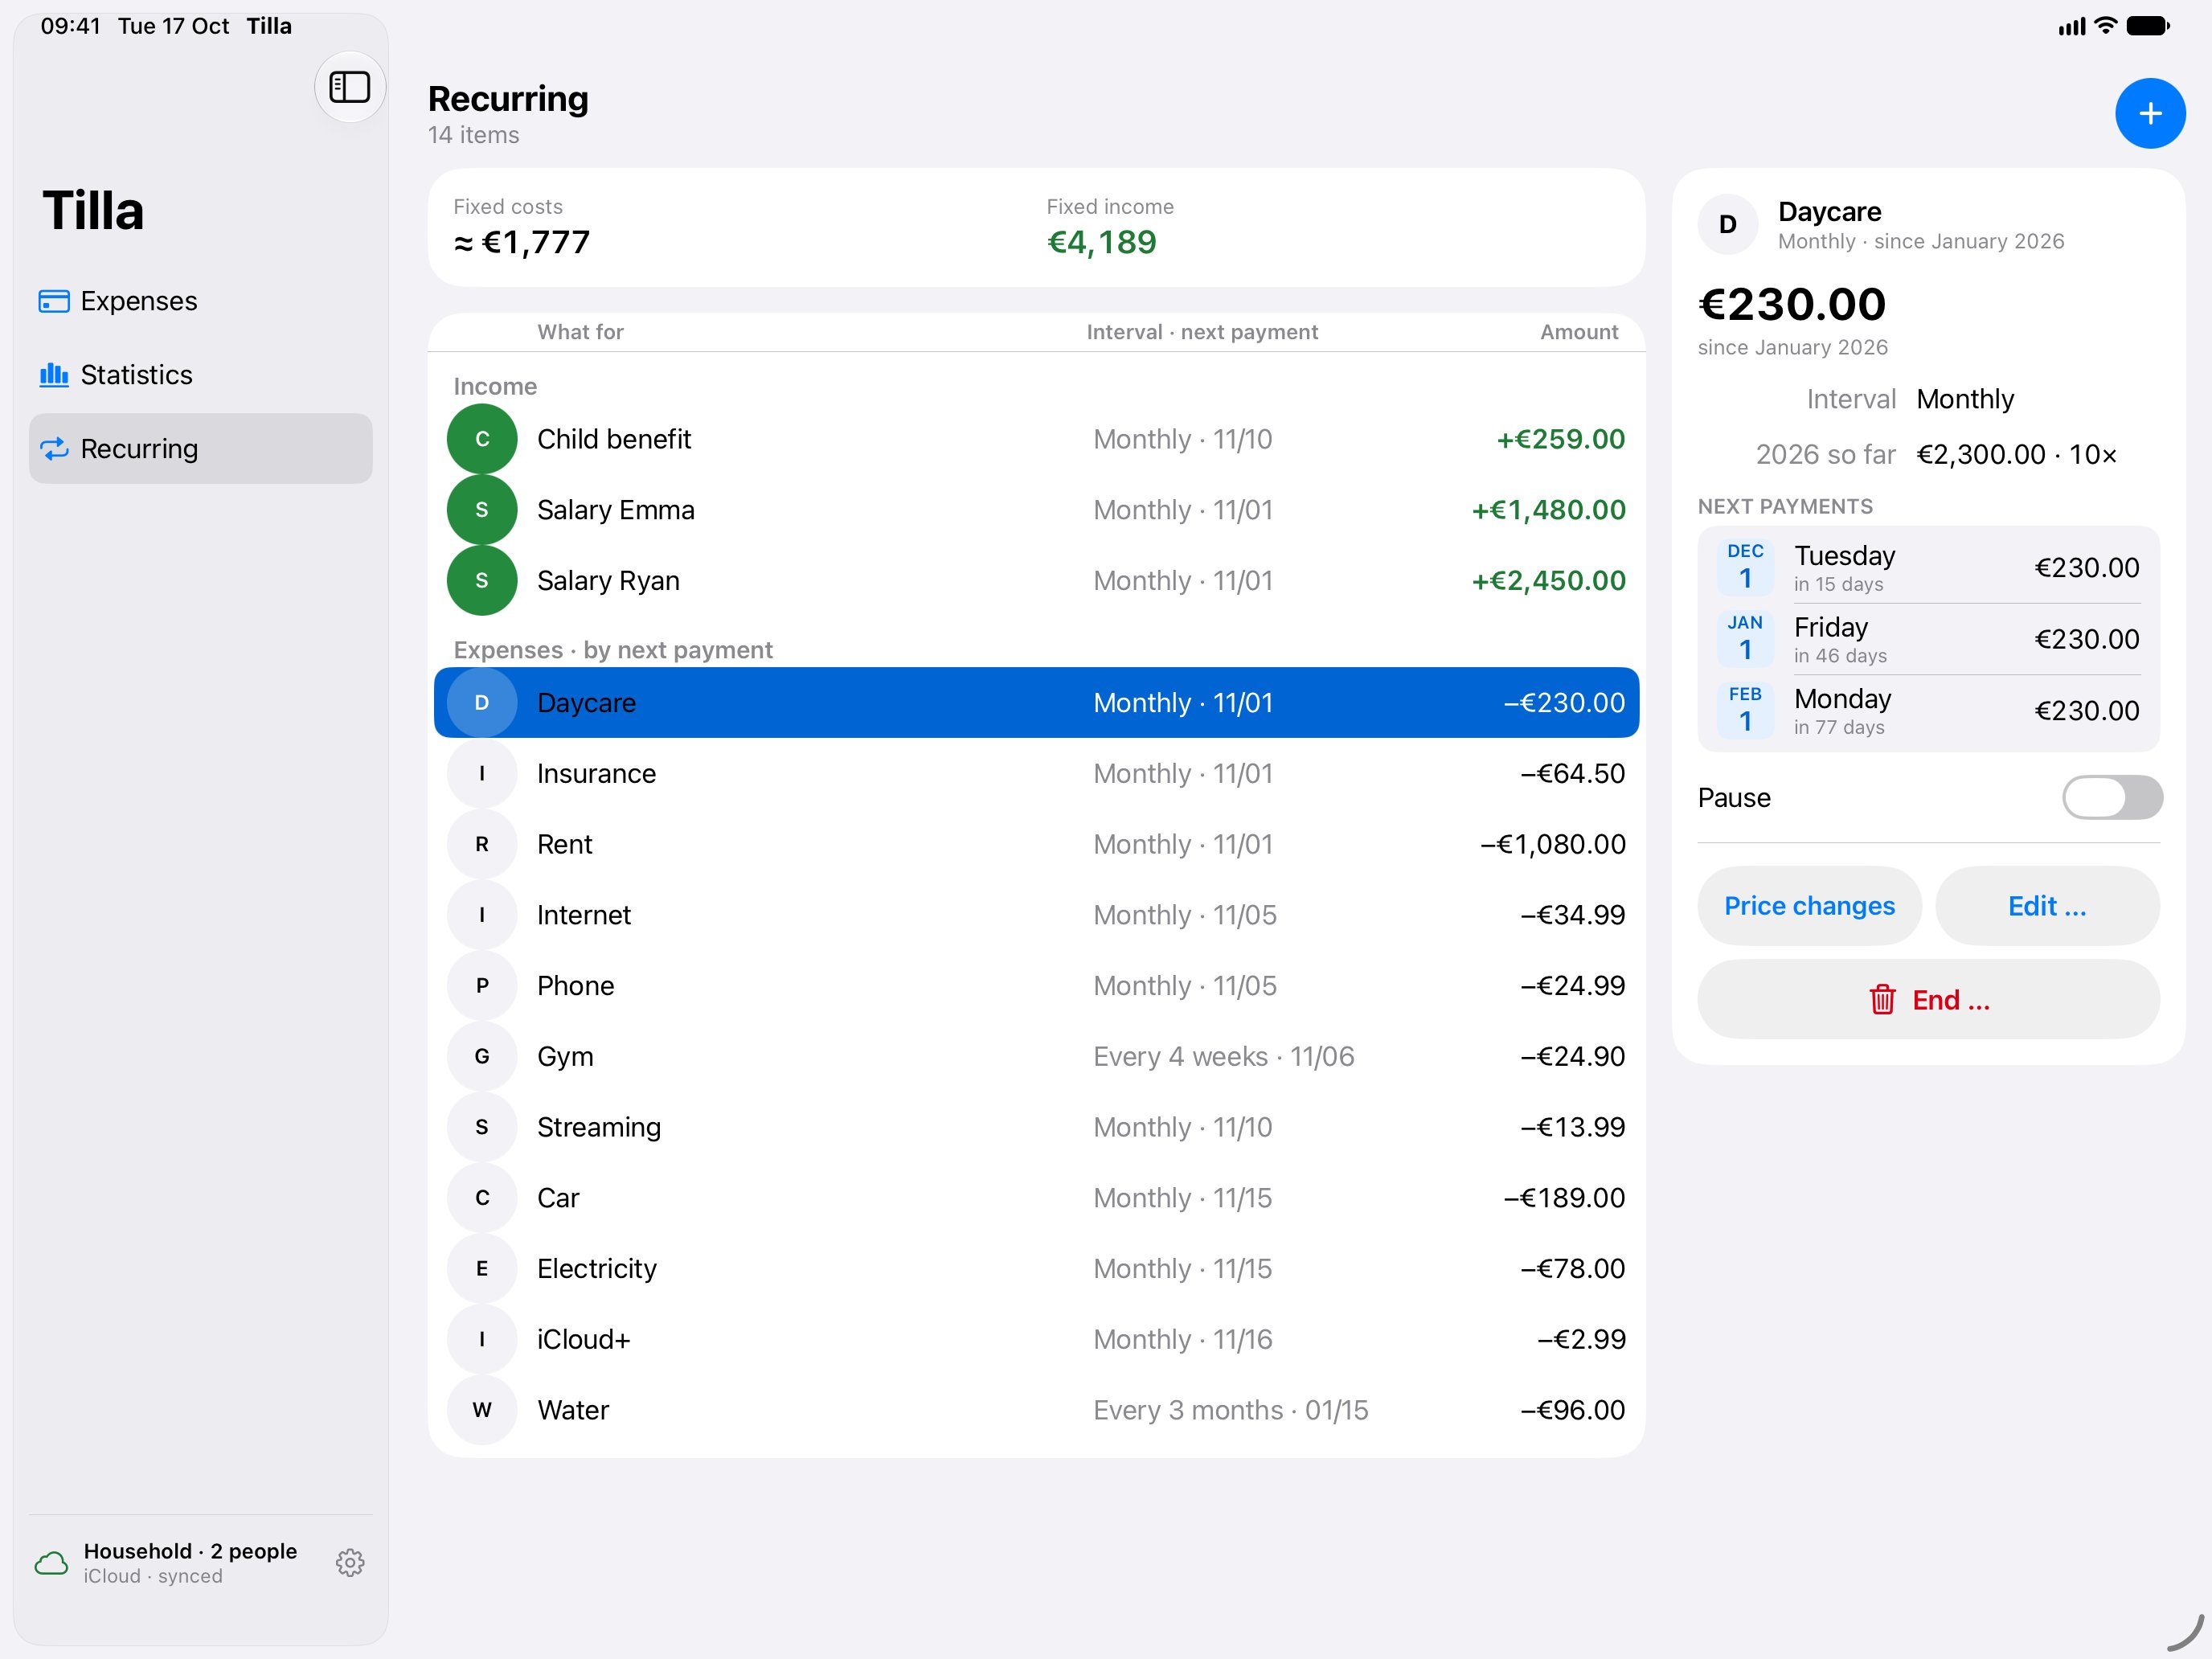 09:41 Tue 17 Oct Tilla
Tilla
Expenses
Statistics
Recurring
Household · 2 people
iCloud · synced
Recurring
14 items
+
Fixed costs
≈ €1,777
Fixed income
€4,189
What for Interval · next payment Amount
Income
C Child benefit Monthly · 11/10 +€259.00
S Salary Emma Monthly · 11/01 +€1,480.00
S Salary Ryan Monthly · 11/01 +€2,450.00
Expenses · by next payment
D Daycare Monthly · 11/01 –€230.00
I Insurance Monthly · 11/01 –€64.50
R Rent Monthly · 11/01 –€1,080.00
I Internet Monthly · 11/05 –€34.99
P Phone Monthly · 11/05 –€24.99
G Gym Every 4 weeks · 11/06 –€24.90
S Streaming Monthly · 11/10 –€13.99
C Car Monthly · 11/15 –€189.00
E Electricity Monthly · 11/15 –€78.00
I iCloud+ Monthly · 11/16 –€2.99
W Water Every 3 months · 01/15 –€96.00
D Daycare
Monthly · since January 2026
€230.00
since January 2026
Interval Monthly
2026 so far €2,300.00 · 10×
NEXT PAYMENTS
DEC 1 Tuesday in 15 days €230.00
JAN 1 Friday in 46 days €230.00
FEB 1 Monday in 77 days €230.00
Pause
Price changes
Edit ...
End ...